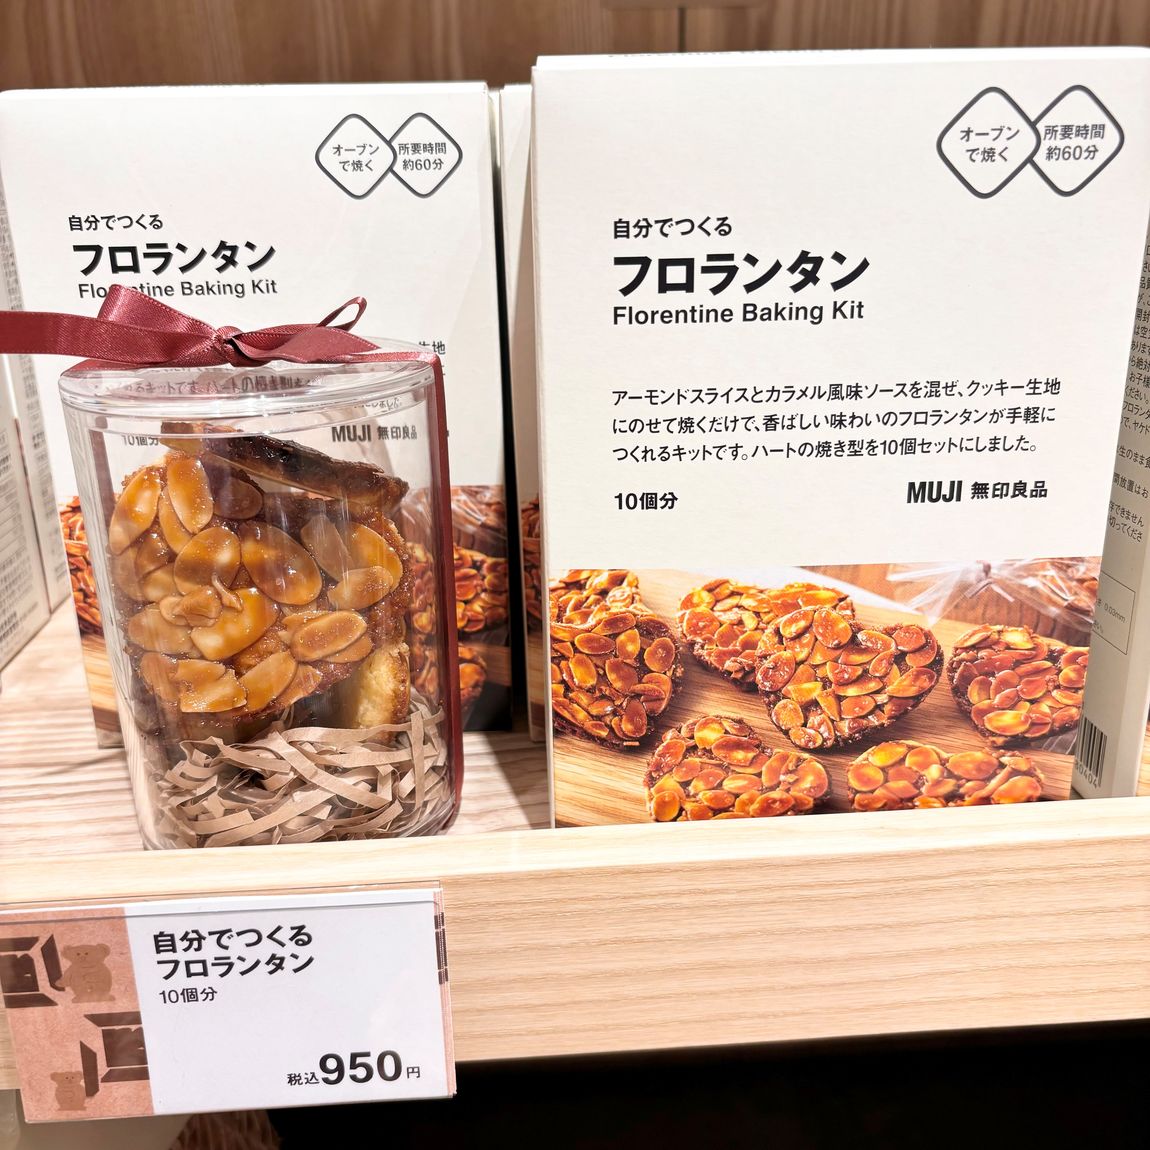 オーブン
で焼く
所要時間
約60分
自分でつくる
フロランタン
Florentine Baking Kit
生地
10個分
MUJI 無印良品
オーブン
で焼く
所要時間
約60分
自分でつくる
フロランタン
Florentine Baking Kit
アーモンドスライスとカラメル風味ソースを混ぜ、クッキー生地
にのせて焼くだけで、香ばしい味わいのフロランタンが手軽に
つくれるキットです。ハートの焼き型を10個セットにしました。
10個分
MUJI 無印良品
自分でつくる
フロランタン
10個分
税込950円